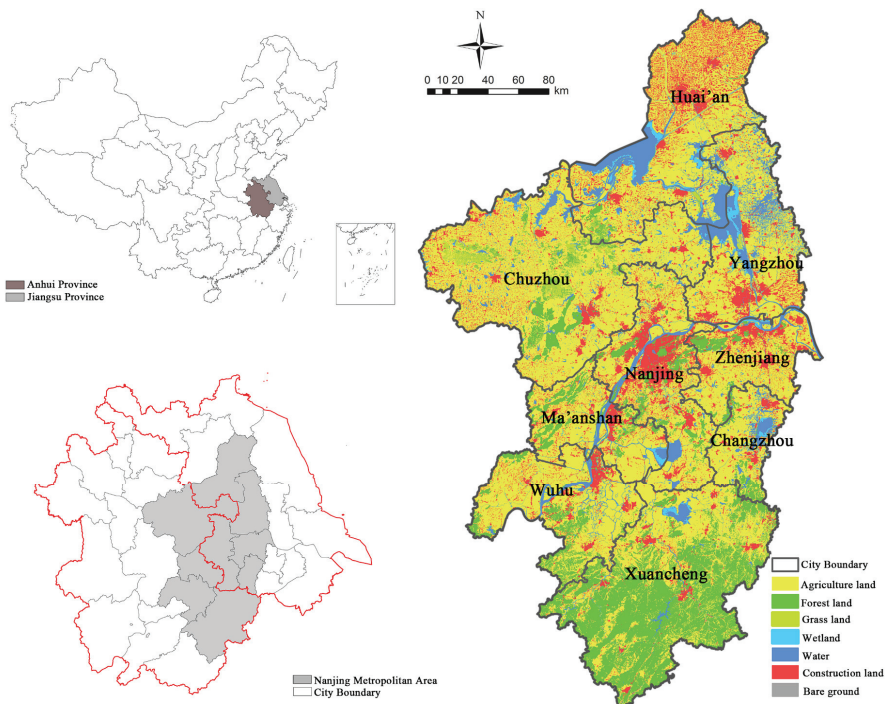 N
0 10 20 40 60 80
km
Huai'an
Yangzhou
Chuzhou
Zhenjiang
Nanjing
Ma'anshan
Changzhou
Wuhu
Xuancheng
Anhui Province
Jiangsu Province
Nanjing Metropolitan Area
City Boundary
City Boundary
Agriculture land
Forest land
Grass land
Wetland
Water
Construction land
Bare ground